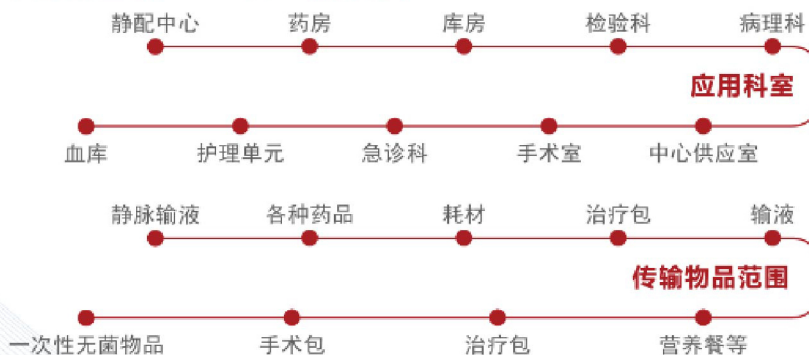 静配中心 药房 库房 检验科 病理科
应用科室
血库 护理单元 急诊科 手术室 中心供应室
静脉输液 各种药品 耗材 治疗包 输液
传输物品范围
一次性无菌物品 手术包 治疗包 营养餐等